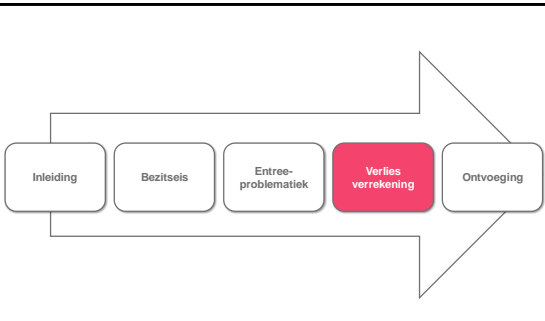 Inleiding
Bezitseis
Entree-
problematiek
Verlies
verrekening
Ontvoeging